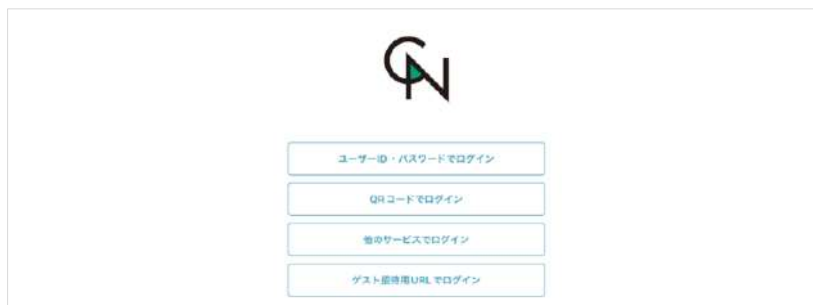 CN
ユーザーID・パスワードでログイン
QRコードでログイン
他のサービスでログイン
ゲスト招待用URLでログイン